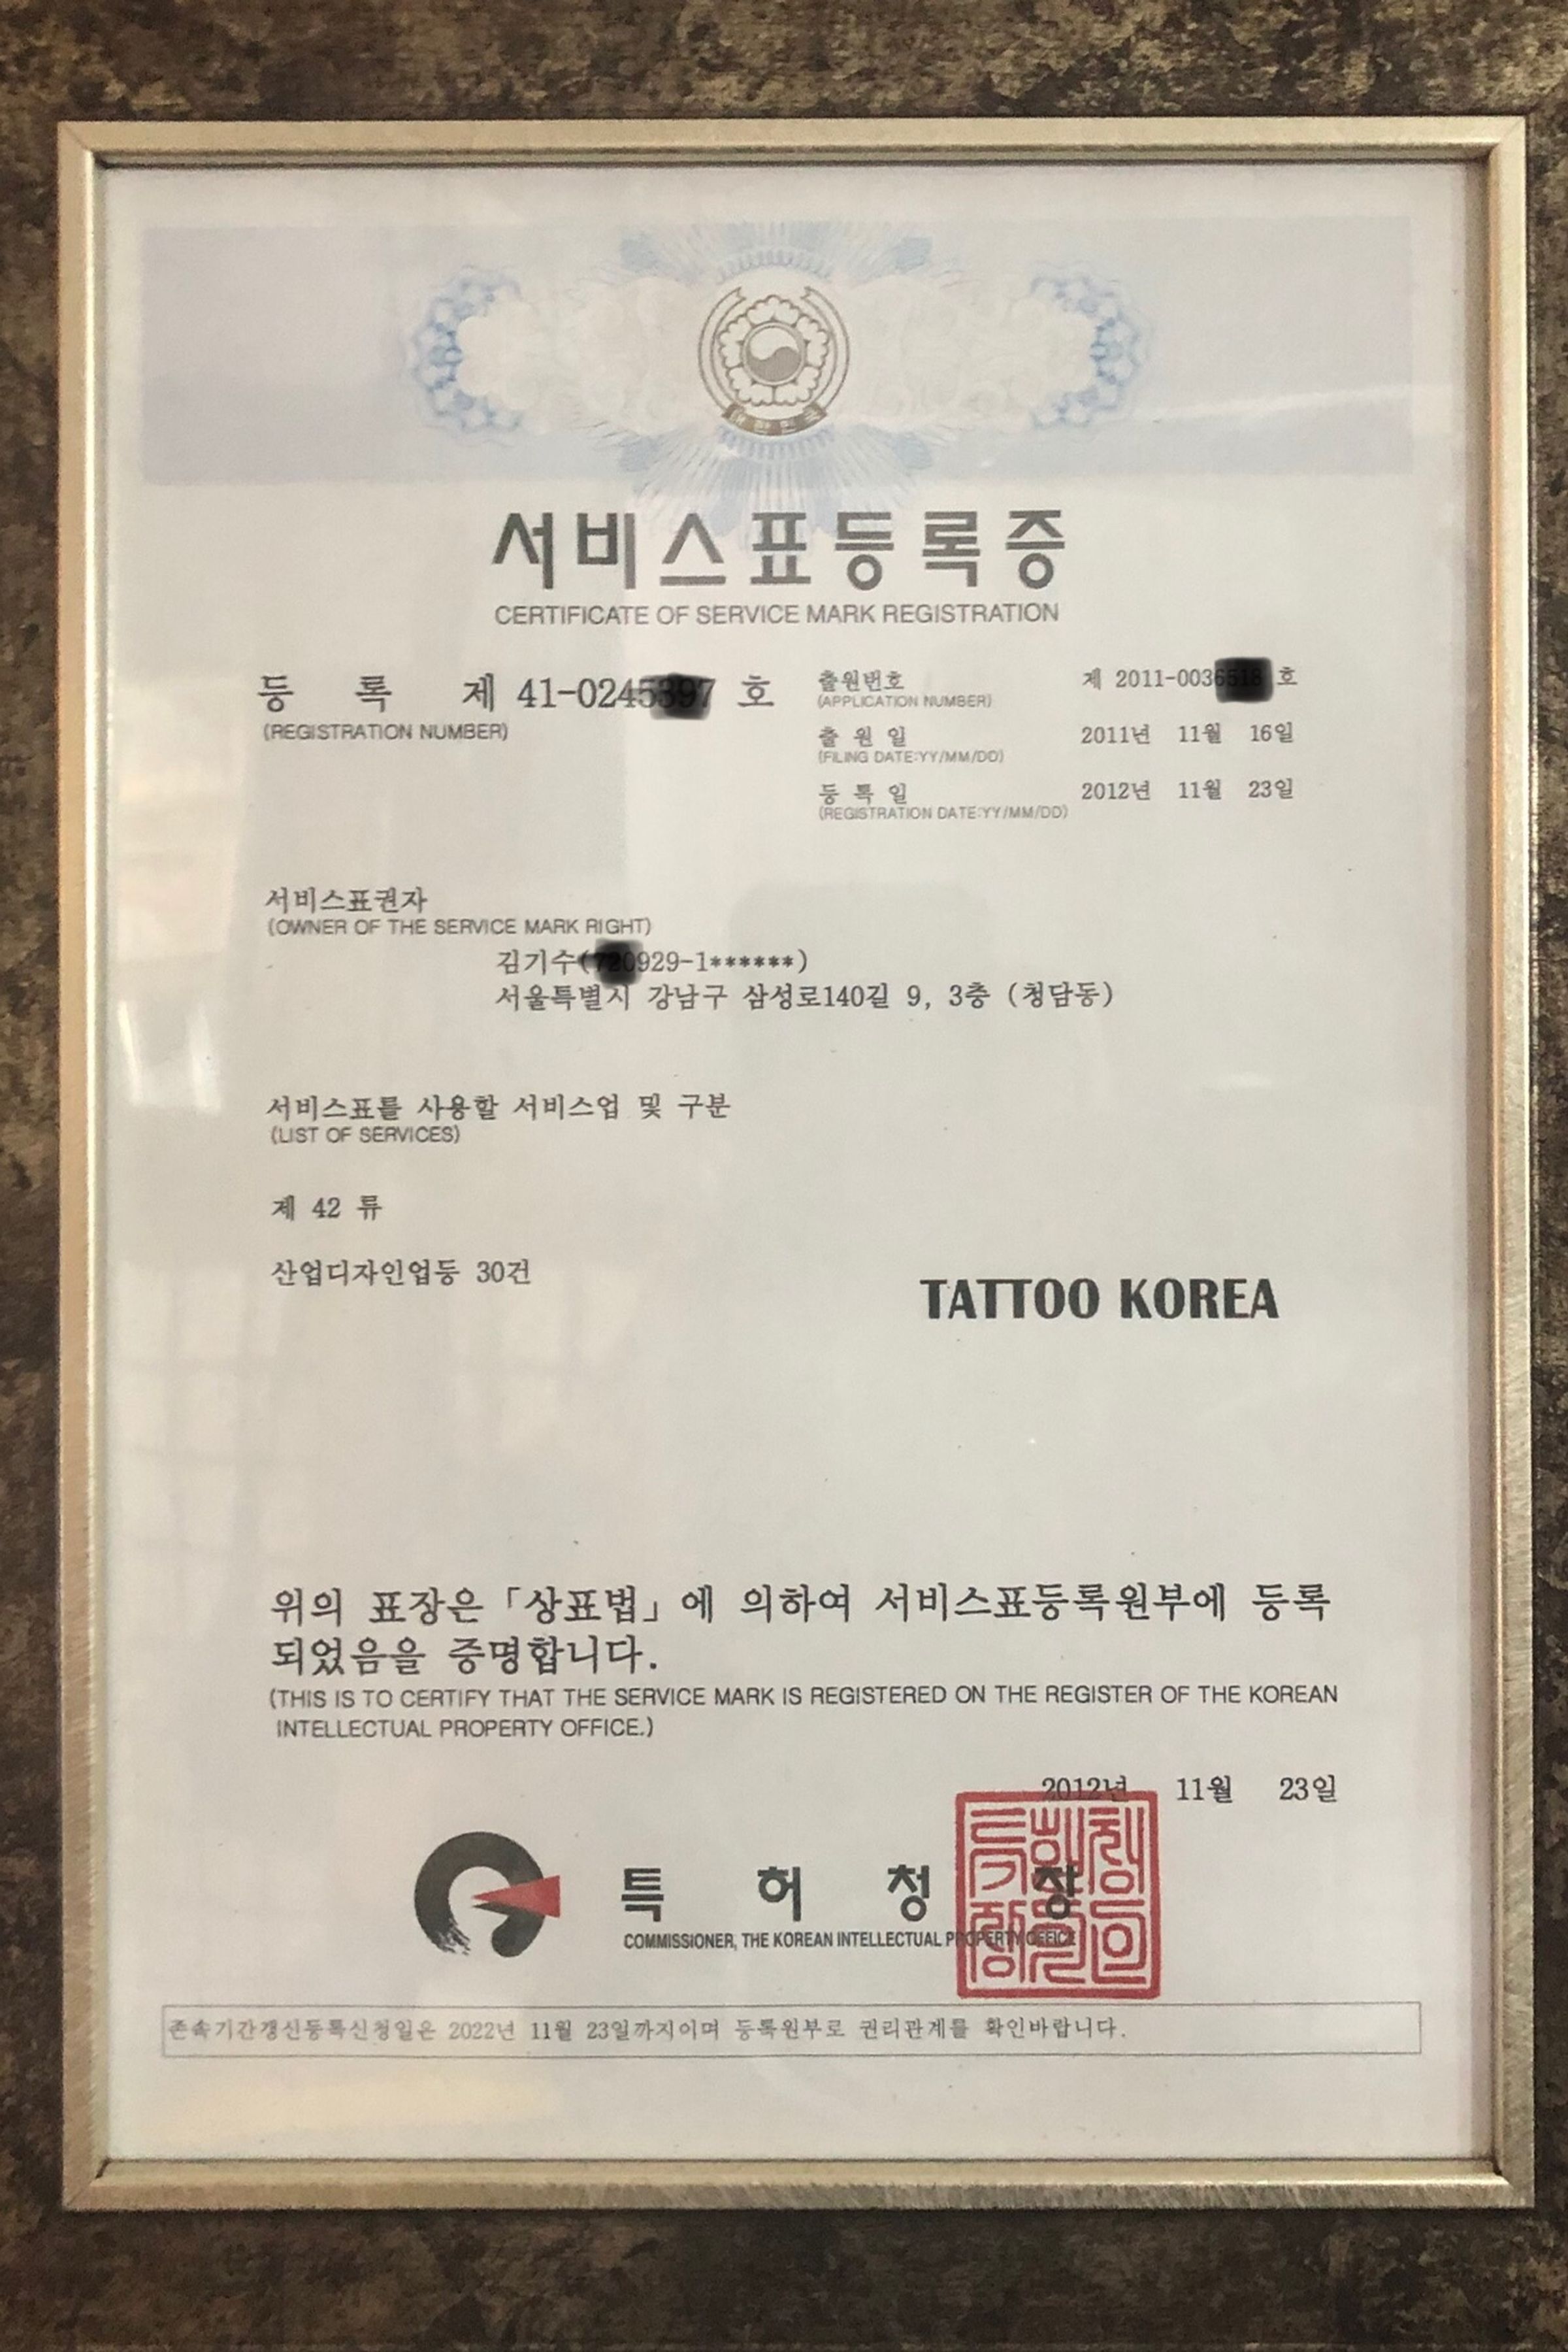 대한민국
서비스표등록증
CERTIFICATE OF SERVICE MARK REGISTRATION
등 록 제 41-0245 호
(REGISTRATION NUMBER)
출원번호 제 2011-0036 호
(APPLICATION NUMBER)
출 원 일 2011년 11월 16일
(FILING DATE:YY/MM/DD)
등 록 일 2012년 11월 23일
(REGISTRATION DATE:YY/MM/DD)
서비스표권자
(OWNER OF THE SERVICE MARK RIGHT)
김기수( 929-1******)
서울특별시 강남구 삼성로140길 9, 3층 (청담동)
서비스표를 사용할 서비스업 및 구분
(LIST OF SERVICES)
제 42 류
산업디자인업등 30건
TATTOO KOREA
위의 표장은 「상표법」에 의하여 서비스표등록원부에 등록
되었음을 증명합니다.
(THIS IS TO CERTIFY THAT THE SERVICE MARK IS REGISTERED ON THE REGISTER OF THE KOREAN
INTELLECTUAL PROPERTY OFFICE.)
2012년 11월 23일
특 허 청 장
COMMISSIONER, THE KOREAN INTELLECTUAL PROPERTY OFFICE
존속기간갱신등록신청일은 2022년 11월 23일까지이며 등록원부로 권리관계를 확인바랍니다.